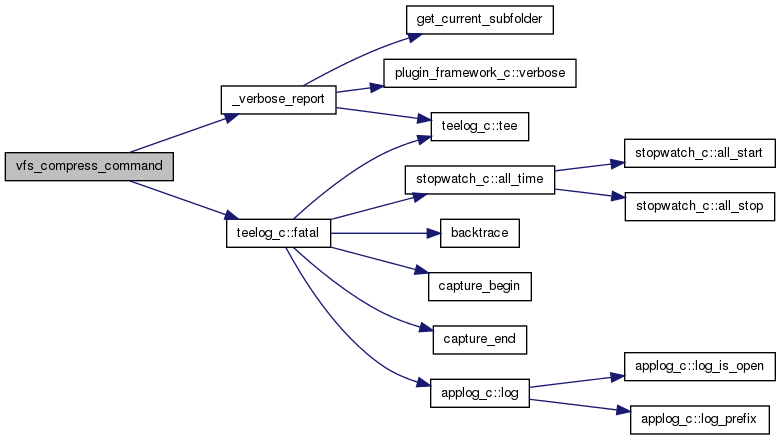 get_current_subfolder
plugin_framework_c::verbose
_verbose_report
teelog_c::tee
stopwatch_c::all_start
vfs_compress_command
stopwatch_c::all_time
stopwatch_c::all_stop
teelog_c::fatal
backtrace
capture_begin
capture_end
applog_c::log_is_open
applog_c::log
applog_c::log_prefix